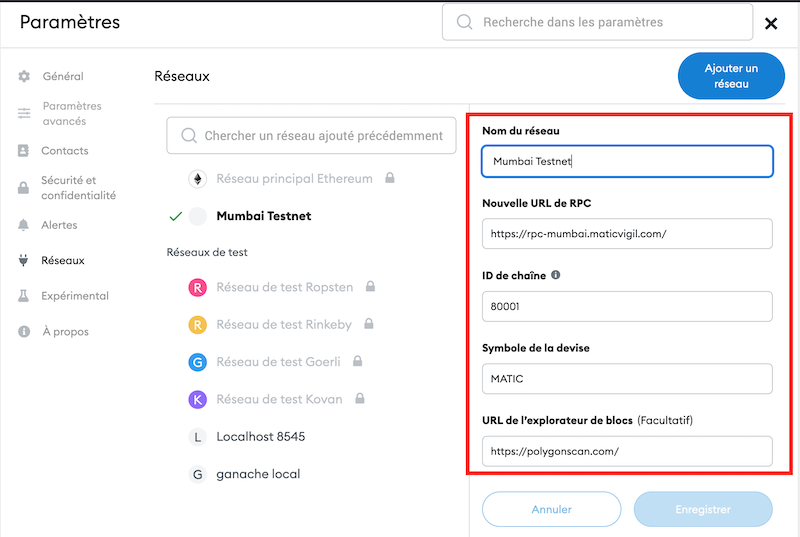 Paramètres
Recherche dans les paramètres
Général
Paramètres
avancés
Contacts
Sécurité et
confidentialité
Alertes
Réseaux
Expérimental
À propos
Réseaux
Ajouter un
réseau
Chercher un réseau ajouté précédemment
Réseau principal Ethereum
Mumbai Testnet
Réseaux de test
R Réseau de test Ropsten
R Réseau de test Rinkeby
G Réseau de test Goerli
K Réseau de test Kovan
L Localhost 8545
G ganache local
Nom du réseau
Mumbai Testnet
Nouvelle URL de RPC
https://rpc-mumbai.maticvigil.com/
ID de chaîne
80001
Symbole de la devise
MATIC
URL de l'explorateur de blocs (Facultatif)
https://polygonscan.com/
Annuler
Enregistrer